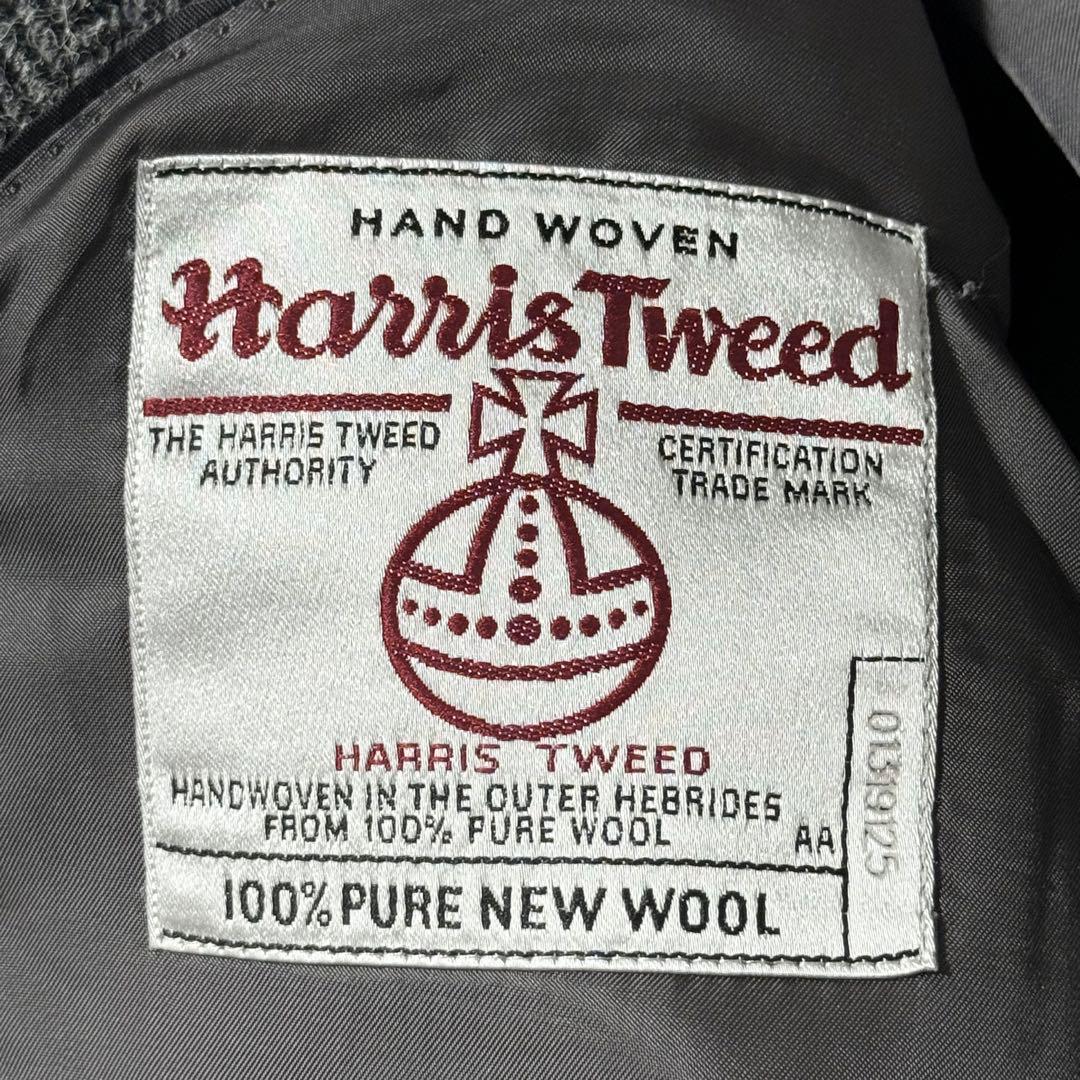 HAND WOVEN
Harris Tweed
THE HARRIS TWEED
AUTHORITY
CERTIFICATION
TRADE MARK
HARRIS TWEED
HANDWOVEN IN THE OUTER HEBRIDES
FROM 100% PURE WOOL
AA
100% PURE NEW WOOL